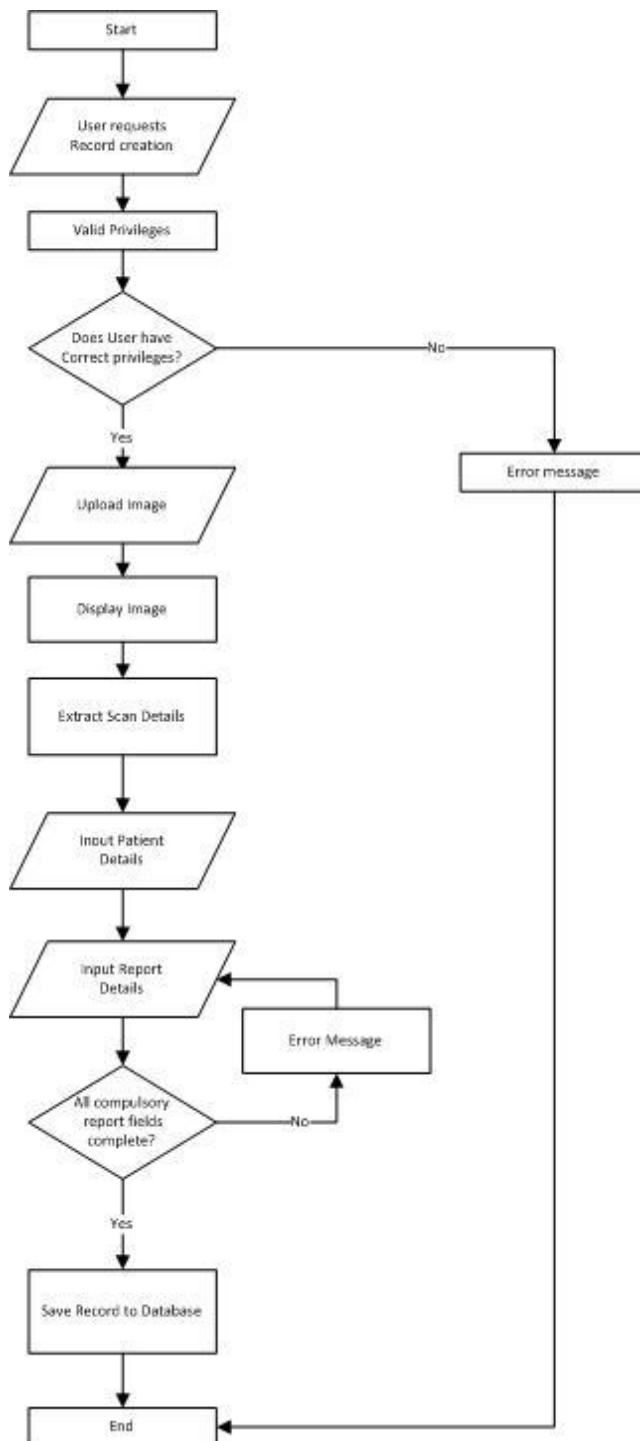 Start
User requests
Record creation
Valid Privileges
Does User have
Correct privileges?
No
Yes
Error message
Upload Image
Display Image
Extract Scan Details
Inout Patient
Details
Input Report
Details
Error Message
All compulsory
report fields
complete?
No
Yes
Save Record to Database
End